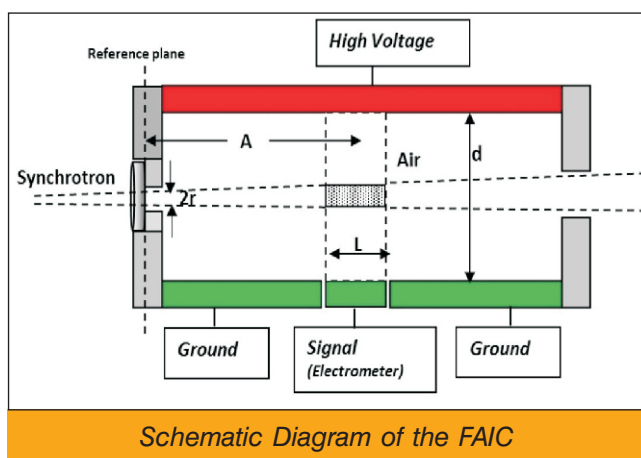 High Voltage
Reference plane
A
Air
d
Synchrotron
2r
L
Ground
Signal
(Electrometer)
Ground
Schematic Diagram of the FAIC